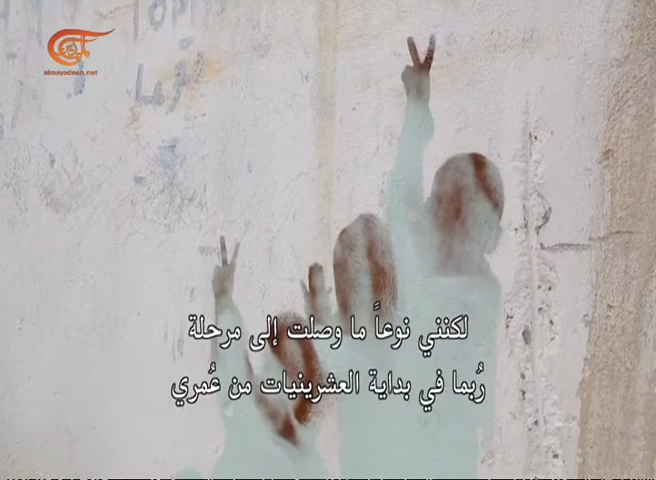 almayadeen.net
لكنني نوعاً ما وصلت إلى مرحلة
رُبما في بداية العشرينيات من عُمري